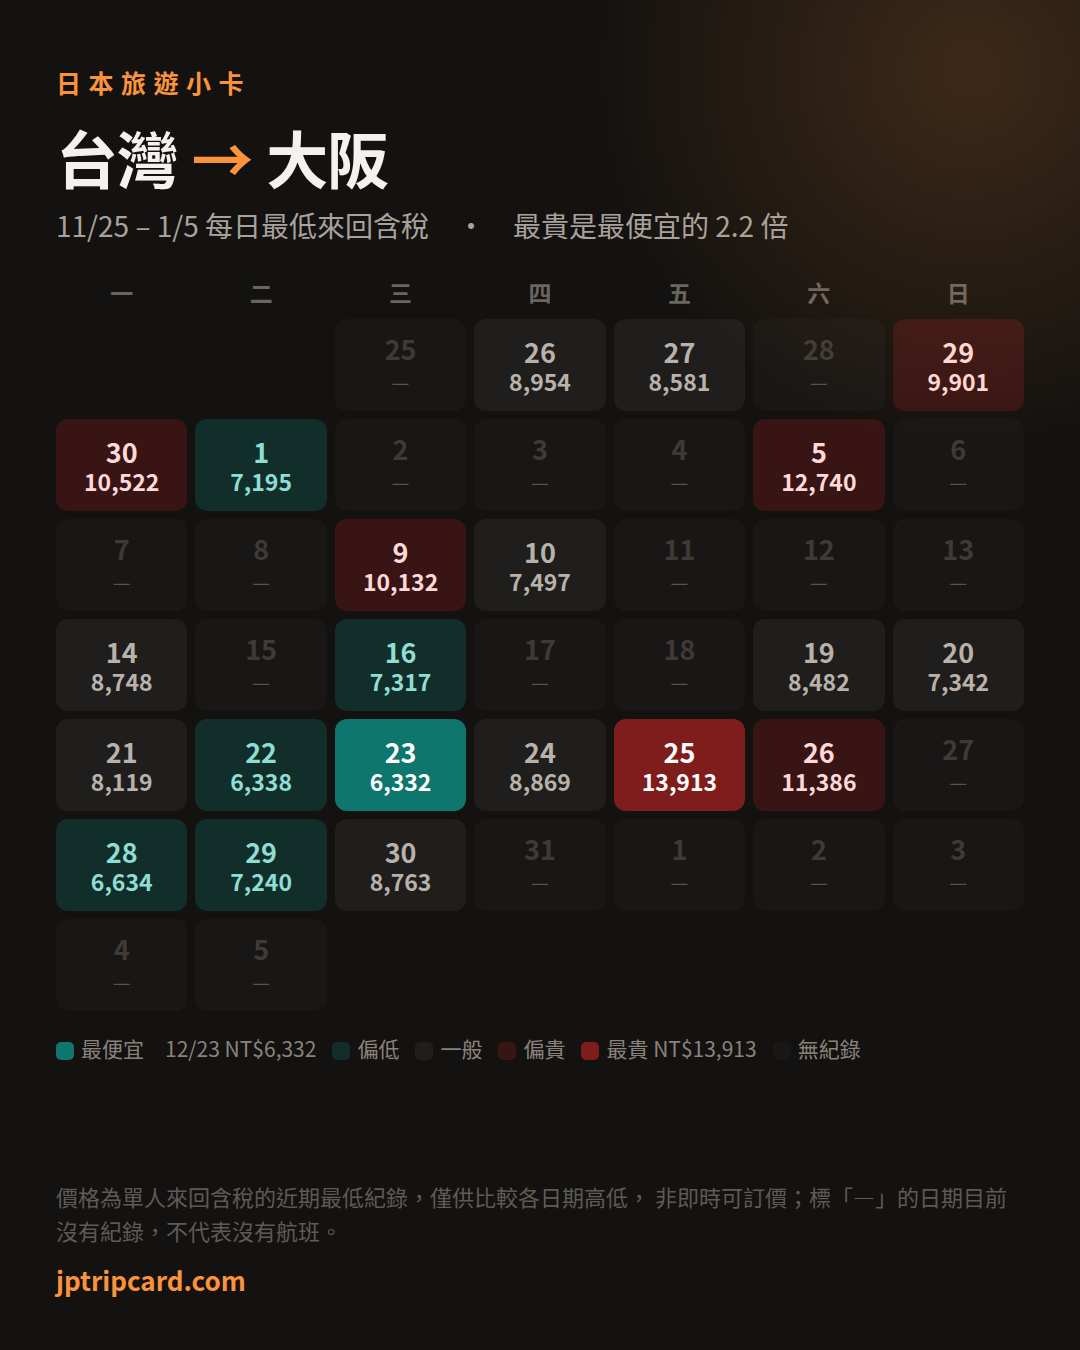 日本旅遊小卡
台灣 → 大阪
11/25 – 1/5 每日最低來回含稅 · 最貴是最便宜的 2.2 倍
一 二 三 四 五 六 日
25 26 27 28 29
— 8,954 8,581 — 9,901
30 1 2 3 4 5 6
10,522 7,195 — — — 12,740 —
7 8 9 10 11 12 13
— — 10,132 7,497 — — —
14 15 16 17 18 19 20
8,748 — 7,317 — — 8,482 7,342
21 22 23 24 25 26 27
8,119 6,338 6,332 8,869 13,913 11,386 —
28 29 30 31 1 2 3
6,634 7,240 8,763 — — — —
4 5
— —
最便宜 12/23 NT$6,332 偏低 一般 偏貴 最貴 NT$13,913 無紀錄
價格為單人來回含稅的近期最低紀錄，僅供比較各日期高低， 非即時可訂價；標「—」的日期目前
沒有紀錄，不代表沒有航班。
jptripcard.com